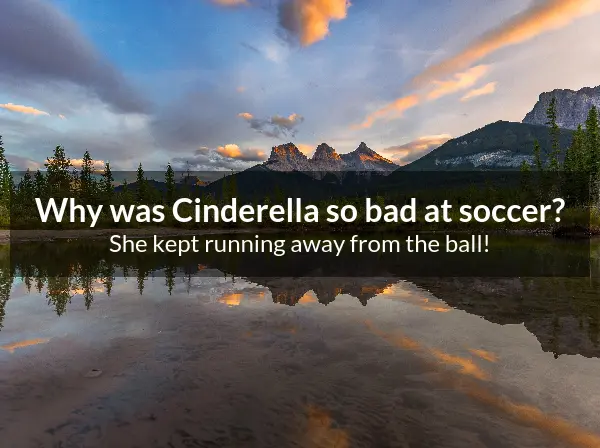 Why was Cinderella so bad at soccer?
She kept running away from the ball!